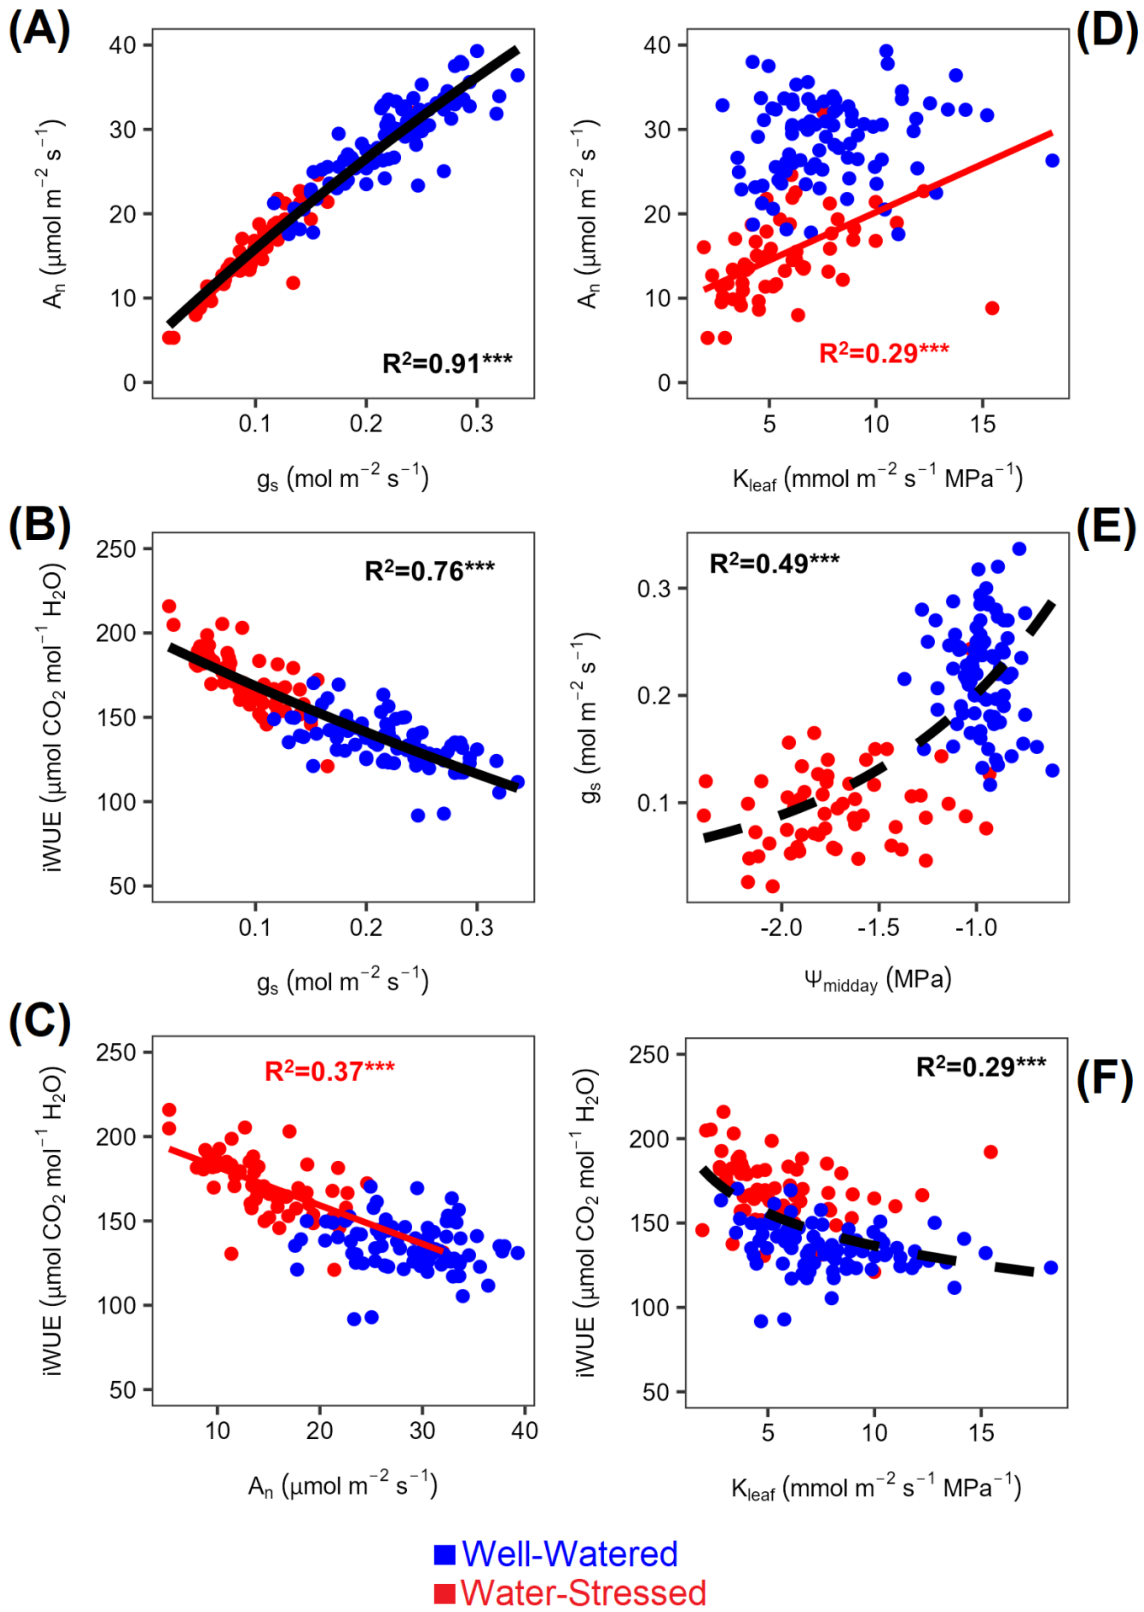 (A)
40
30
20
10
0
Aₙ (µmol m⁻² s⁻¹)
R²=0.91***
0.1 0.2 0.3
gₛ (mol m⁻² s⁻¹)
(D)
40
30
20
10
0
Aₙ (µmol m⁻² s⁻¹)
R²=0.29***
5 10 15
K_leaf (mmol m⁻² s⁻¹ MPa⁻¹)
(B)
250
200
150
100
50
iWUE (µmol CO₂ mol⁻¹ H₂O)
R²=0.76***
0.1 0.2 0.3
gₛ (mol m⁻² s⁻¹)
(E)
R²=0.49***
0.3
0.2
0.1
gₛ (mol m⁻² s⁻¹)
-2.0 -1.5 -1.0
Ψ_midday (MPa)
(C)
250
200
150
100
50
iWUE (µmol CO₂ mol⁻¹ H₂O)
R²=0.37***
10 20 30 40
Aₙ (µmol m⁻² s⁻¹)
(F)
250
200
150
100
50
iWUE (µmol CO₂ mol⁻¹ H₂O)
R²=0.29***
5 10 15
K_leaf (mmol m⁻² s⁻¹ MPa⁻¹)
Well-Watered
Water-Stressed